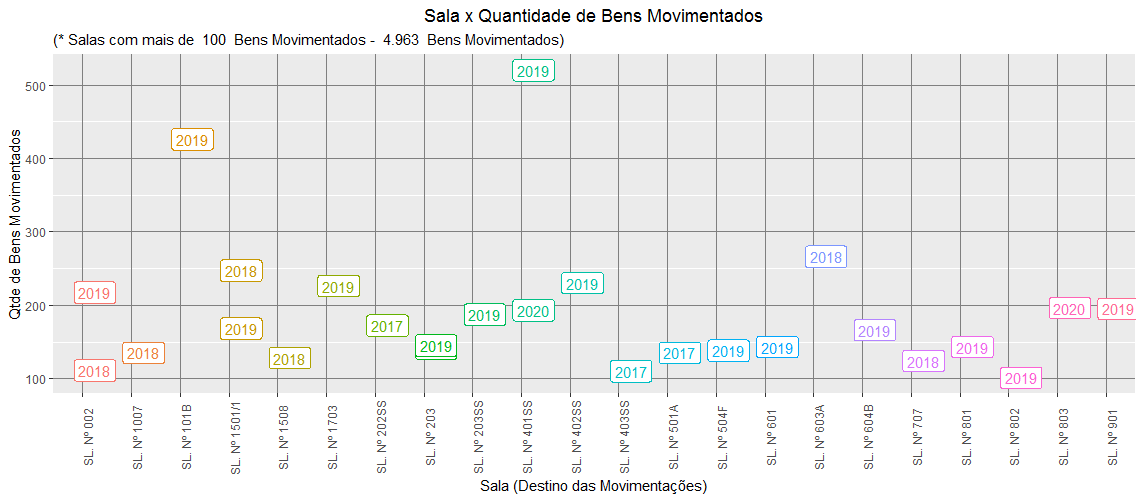 Sala x Quantidade de Bens Movimentados
(* Salas com mais de  100  Bens Movimentados -  4.963  Bens Movimentados)
Qtde de Bens Movimentados
500
400
300
200
100
2019
2018
2018
2019
2018
2019
2018
2019
2017
2019
2019
2019
2020
2019
2017
2017
2019
2019
2018
2019
2018
2019
2019
2020
2019
SL. Nº 002
SL. Nº 1007
SL. Nº 101B
SL. Nº 1501/1
SL. Nº 1508
SL. Nº 1703
SL. Nº 202SS
SL. Nº 203
SL. Nº 203SS
SL. Nº 401SS
SL. Nº 402SS
SL. Nº 403SS
SL. Nº 501A
SL. Nº 504F
SL. Nº 601
SL. Nº 603A
SL. Nº 604B
SL. Nº 707
SL. Nº 801
SL. Nº 802
SL. Nº 803
SL. Nº 901
Sala (Destino das Movimentações)